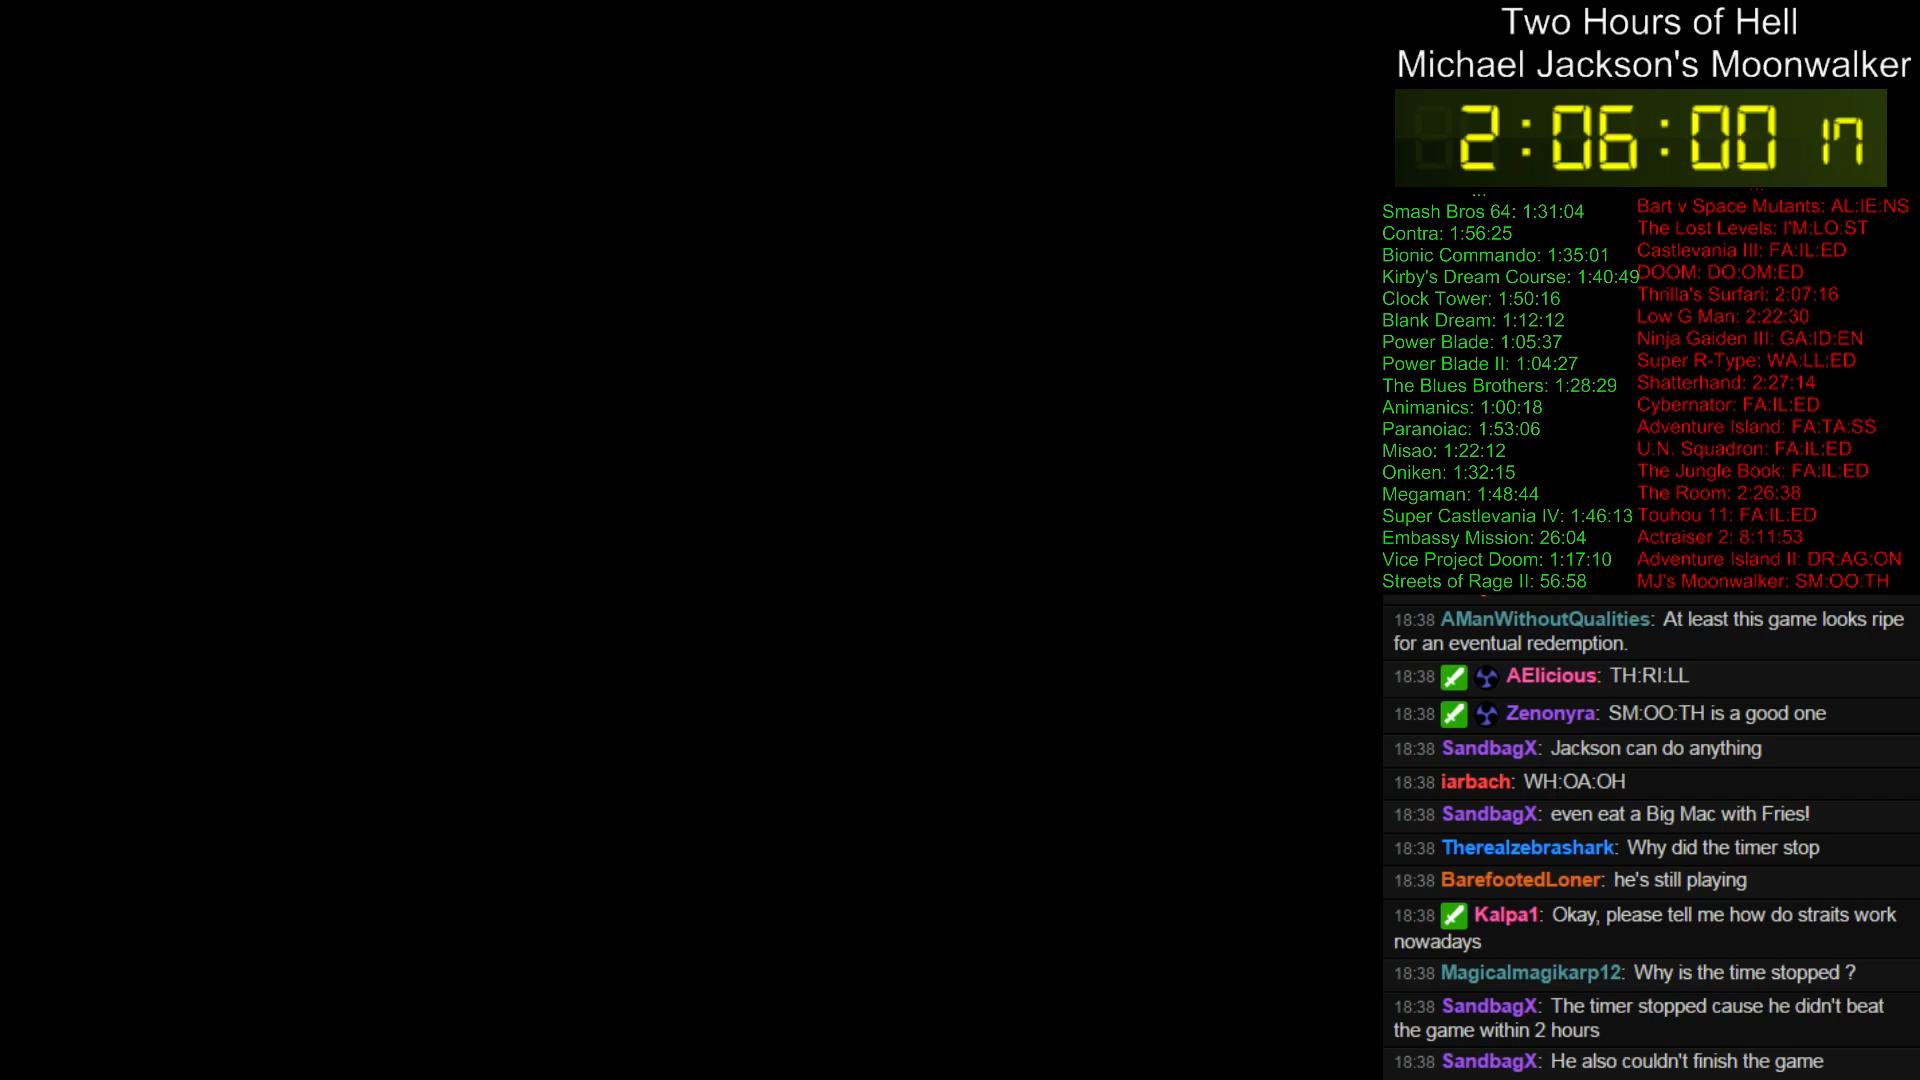 Two Hours of Hell
Michael Jackson's Moonwalker
2:06:00 17
...
Smash Bros 64: 1:31:04
Contra: 1:56:25
Bionic Commando: 1:35:01
Kirby's Dream Course: 1:40:49
Clock Tower: 1:50:16
Blank Dream: 1:12:12
Power Blade: 1:05:37
Power Blade II: 1:04:27
The Blues Brothers: 1:28:29
Animanics: 1:00:18
Paranoiac: 1:53:06
Misao: 1:22:12
Oniken: 1:32:15
Megaman: 1:48:44
Super Castlevania IV: 1:46:13
Embassy Mission: 26:04
Vice Project Doom: 1:17:10
Streets of Rage II: 56:58
...
Bart v Space Mutants: AL:IE:NS
The Lost Levels: I'M:LO:ST
Castlevania III: FA:IL:ED
DOOM: DO:OM:ED
Thrilla's Surfari: 2:07:16
Low G Man: 2:22:30
Ninja Gaiden III: GA:ID:EN
Super R-Type: WA:LL:ED
Shatterhand: 2:27:14
Cybernator: FA:IL:ED
Adventure Island: FA:TA:SS
U.N. Squadron: FA:IL:ED
The Jungle Book: FA:IL:ED
The Room: 2:26:38
Touhou 11: FA:IL:ED
Actraiser 2: 8:11:53
Adventure Island II: DR:AG:ON
MJ's Moonwalker: SM:OO:TH
18:38 AManWithoutQualities: At least this game looks ripe
for an eventual redemption.
18:38 AElicious: TH:RI:LL
18:38 Zenonyra: SM:OO:TH is a good one
18:38 SandbagX: Jackson can do anything
18:38 iarbach: WH:OA:OH
18:38 SandbagX: even eat a Big Mac with Fries!
18:38 Therealzebrashark: Why did the timer stop
18:38 BarefootedLoner: he's still playing
18:38 Kalpa1: Okay, please tell me how do straits work
nowadays
18:38 Magicalmagikarp12: Why is the time stopped ?
18:38 SandbagX: The timer stopped cause he didn't beat
the game within 2 hours
18:38 SandbagX: He also couldn't finish the game